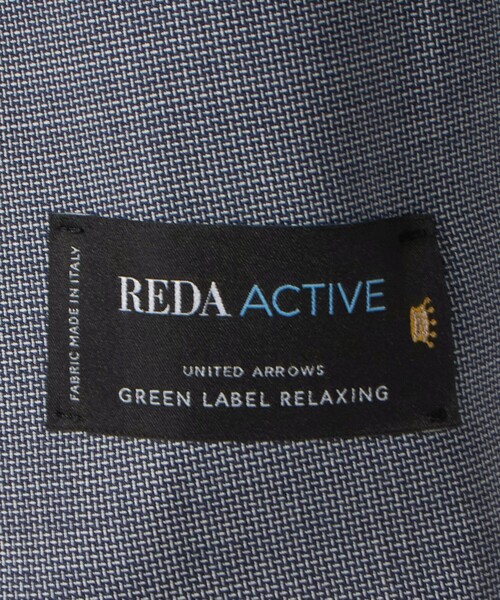 FABRIC MADE IN ITALY
REDA ACTIVE
UNITED ARROWS
GREEN LABEL RELAXING